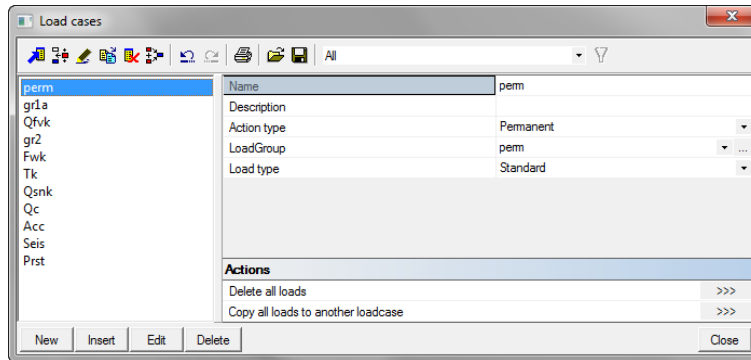 Load cases
All
perm
gr1a
Qfvk
gr2
Fwk
Tk
Qsnk
Qc
Acc
Seis
Prst
Name perm
Description
Action type Permanent
LoadGroup perm ...
Load type Standard
Actions
Delete all loads >>>
Copy all loads to another loadcase >>>
New Insert Edit Delete Close